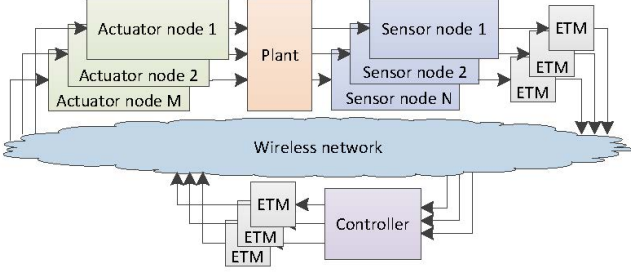 Actuator node 1
Actuator node 2
Actuator node M
Plant
Sensor node 1
Sensor node 2
Sensor node N
ETM
ETM
ETM
Wireless network
ETM
ETM
ETM
Controller